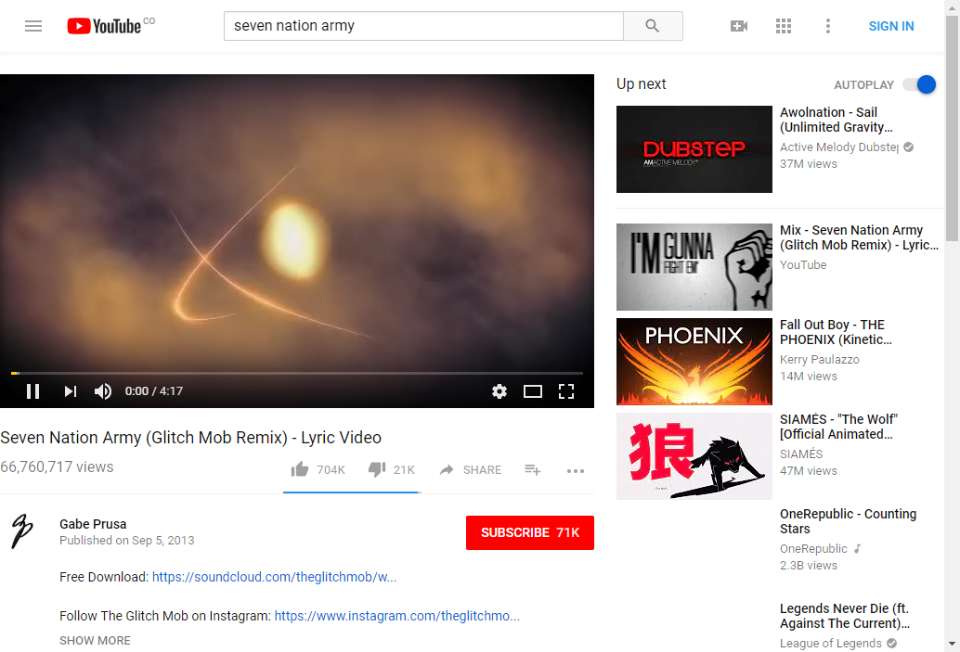 YouTube CO
seven nation army
SIGN IN
0:00 / 4:17
Seven Nation Army (Glitch Mob Remix) - Lyric Video
66,760,717 views
704K
21K
SHARE
Gabe Prusa
Published on Sep 5, 2013
SUBSCRIBE 71K
Free Download: https://soundcloud.com/theglitchmob/w...
Follow The Glitch Mob on Instagram: https://www.instagram.com/theglitchmo...
SHOW MORE
Up next
AUTOPLAY
DUBSTEP
AMACTIVE MELODY
Awolnation - Sail
(Unlimited Gravity...
Active Melody Dubstep
37M views
I'M GUNNA
FIGHT EM'
Mix - Seven Nation Army
(Glitch Mob Remix) - Lyric...
YouTube
PHOENIX
Fall Out Boy - THE
PHOENIX (Kinetic...
Kerry Paulazzo
14M views
狼
SIAMÉS - "The Wolf"
[Official Animated...
SIAMÉS
47M views
OneRepublic - Counting
Stars
OneRepublic
2.3B views
Legends Never Die (ft.
Against The Current)...
League of Legends